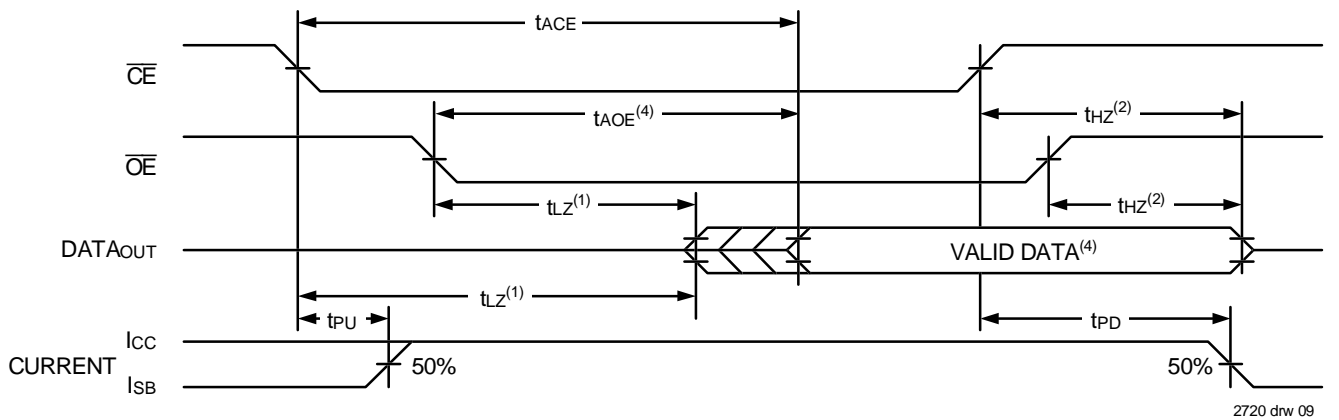 tACE
CE
tAOE(4)
tHZ(2)
OE
tLZ(1)
tHZ(2)
DATAOUT
VALID DATA(4)
tLZ(1)
tPU
tPD
ICC
CURRENT
50%
50%
ISB
2720 drw 09